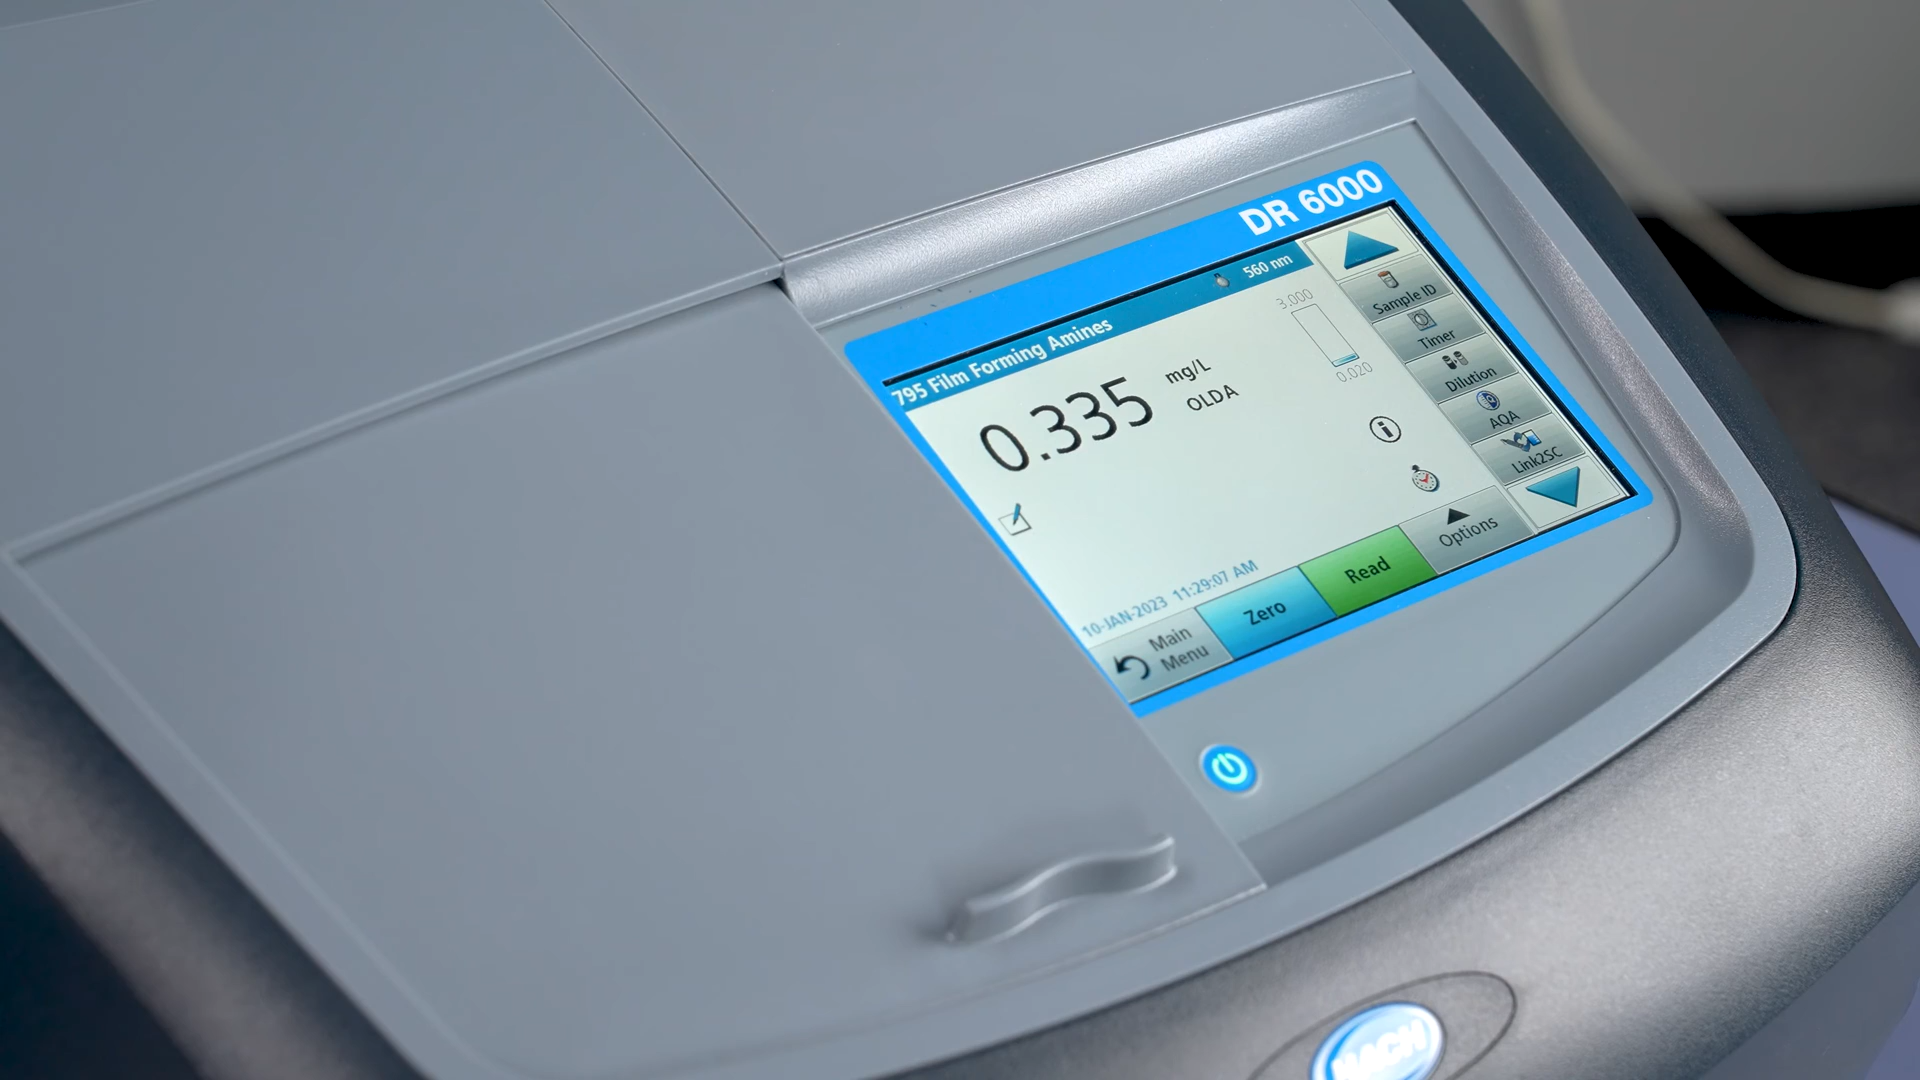 DR 6000
795 Film Forming Amines
560 nm
0.335
mg/L
OLDA
3.000
0.020
Sample ID
Timer
Dilution
AQA
Link2SC
10-JAN-2023 11:29:07 AM
Main
Menu
Zero
Read
Options
HACH